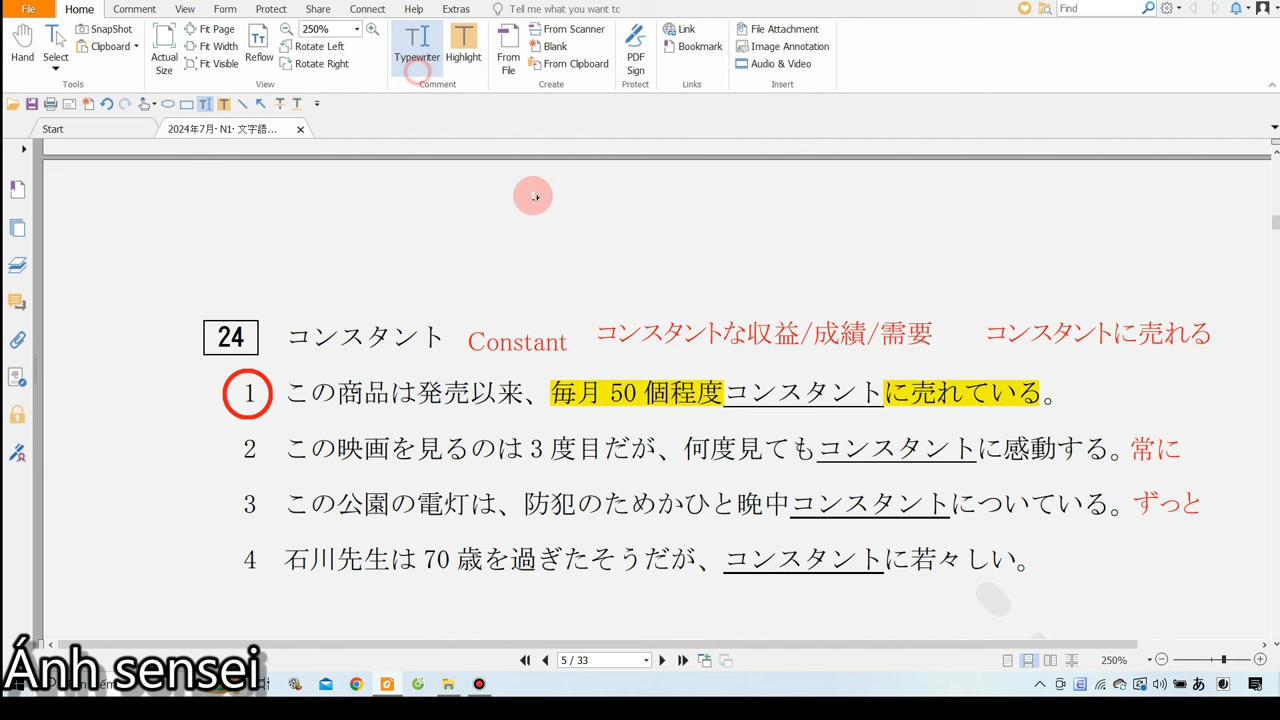 File Home Comment View Form Protect Share Connect Help Extras Tell me what you want to Find
SnapShot Fit Page 250% From Scanner Link File Attachment
Clipboard Fit Width Rotate Left Blank Bookmark Image Annotation
Hand Select Actual Size Fit Visible Reflow Rotate Right Typewriter Highlight From File From Clipboard PDF Sign Audio & Video
Tools View Comment Create Protect Links Insert
Start 2024年7月· N1· 文字語...
24 コンスタント Constant コンスタントな収益/成績/需要 コンスタントに売れる
1 この商品は発売以来、毎月 50 個程度コンスタントに売れている。
2 この映画を見るのは 3 度目だが、何度見てもコンスタントに感動する。常に
3 この公園の電灯は、防犯のためかひと晩中コンスタントについている。ずっと
4 石川先生は 70 歳を過ぎたそうだが、コンスタントに若々しい。
5 / 33 250%
Ánh sensei